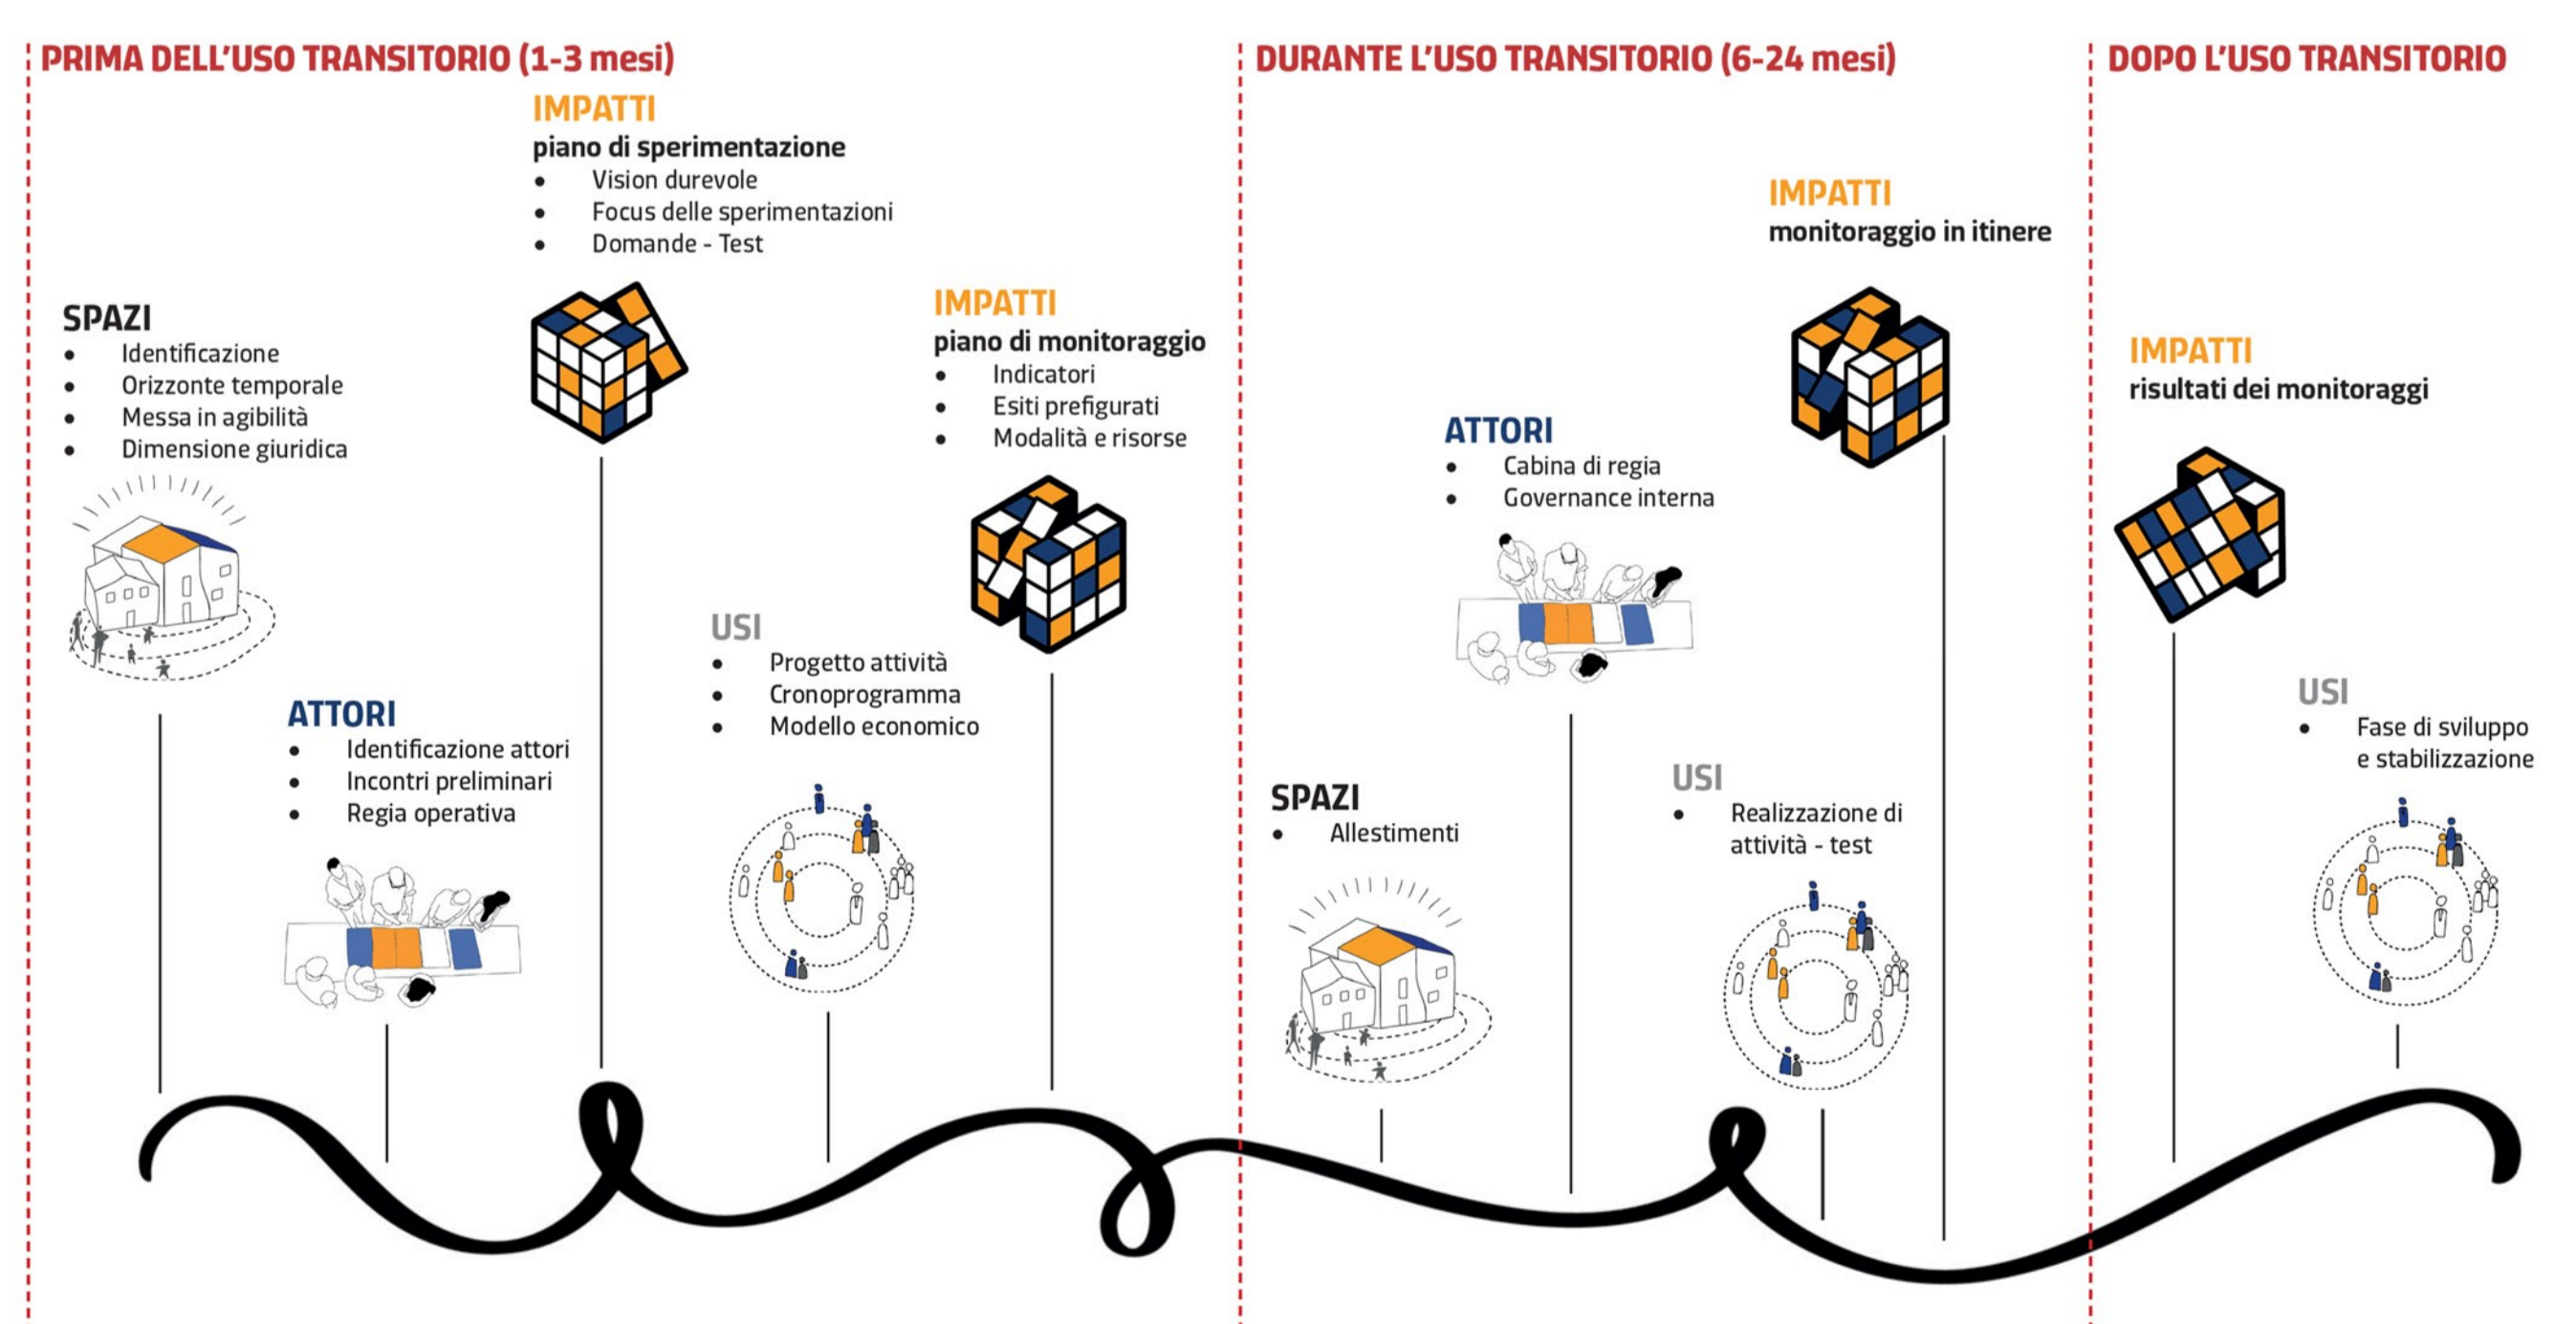 PRIMA DELL'USO TRANSITORIO (1-3 mesi)
SPAZI
• Identificazione
• Orizzonte temporale
• Messa in agibilità
• Dimensione giuridica
ATTORI
• Identificazione attori
• Incontri preliminari
• Regia operativa
IMPATTI
piano di sperimentazione
• Vision durevole
• Focus delle sperimentazioni
• Domande - Test
USI
• Progetto attività
• Cronoprogramma
• Modello economico
IMPATTI
piano di monitoraggio
• Indicatori
• Esiti prefigurati
• Modalità e risorse
DURANTE L'USO TRANSITORIO (6-24 mesi)
SPAZI
• Allestimenti
ATTORI
• Cabina di regia
• Governance interna
USI
• Realizzazione di
attività - test
IMPATTI
monitoraggio in itinere
DOPO L'USO TRANSITORIO
IMPATTI
risultati dei monitoraggi
USI
• Fase di sviluppo
e stabilizzazione